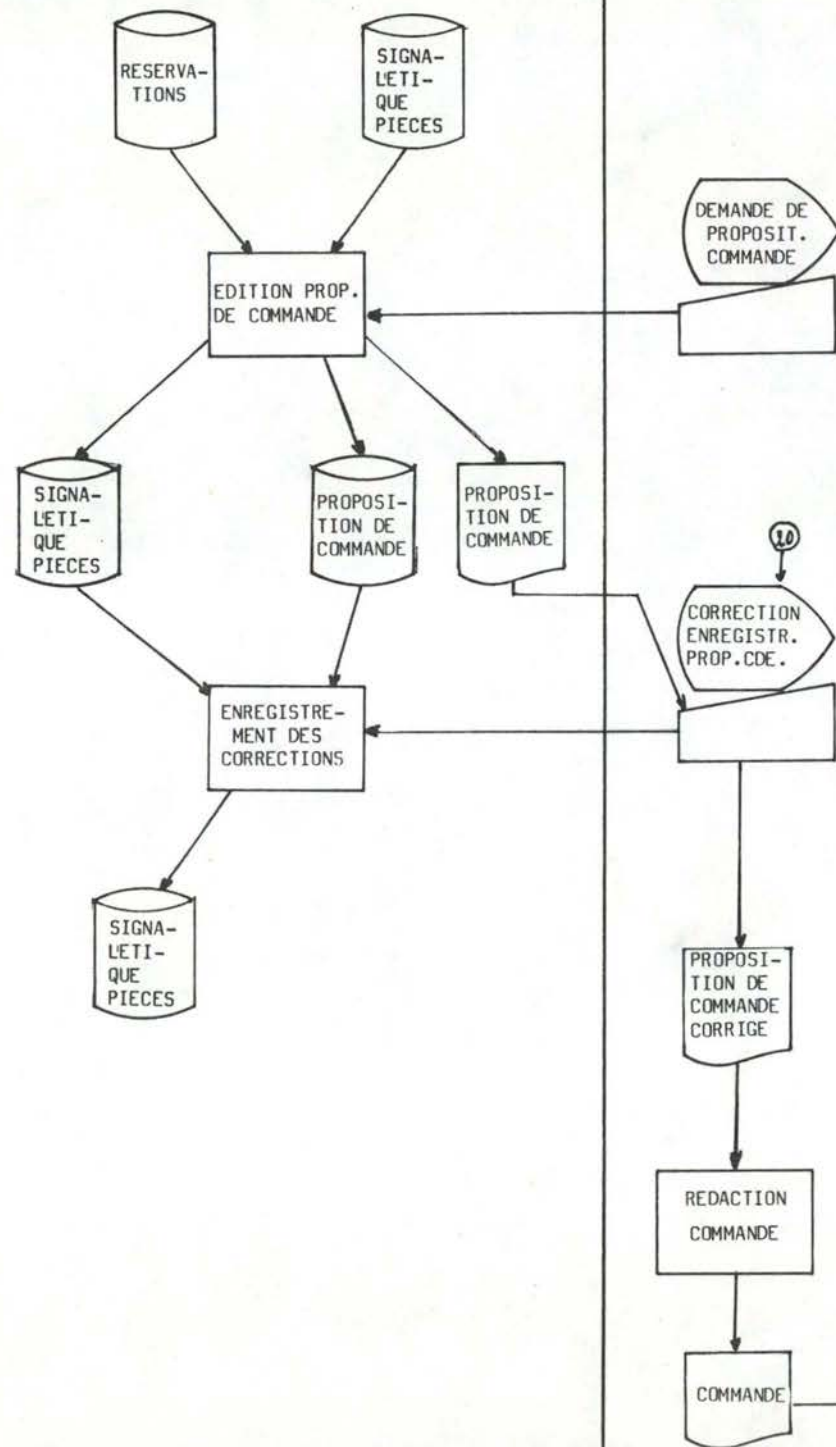 RESERVA-
TIONS
SIGNA-
LETI-
QUE
PIECES
DEMANDE DE
PROPOSIT.
COMMANDE
EDITION PROP.
DE COMMANDE
SIGNA-
LETI-
QUE
PIECES
PROPOSI-
TION DE
COMMANDE
PROPOSI-
TION DE
COMMANDE
20
CORRECTION
ENREGISTR.
PROP.CDE.
ENREGISTRE-
MENT DES
CORRECTIONS
SIGNA-
LETI-
QUE
PIECES
PROPOSI-
TION DE
COMMANDE
CORRIGE
REDACTION
COMMANDE
COMMANDE